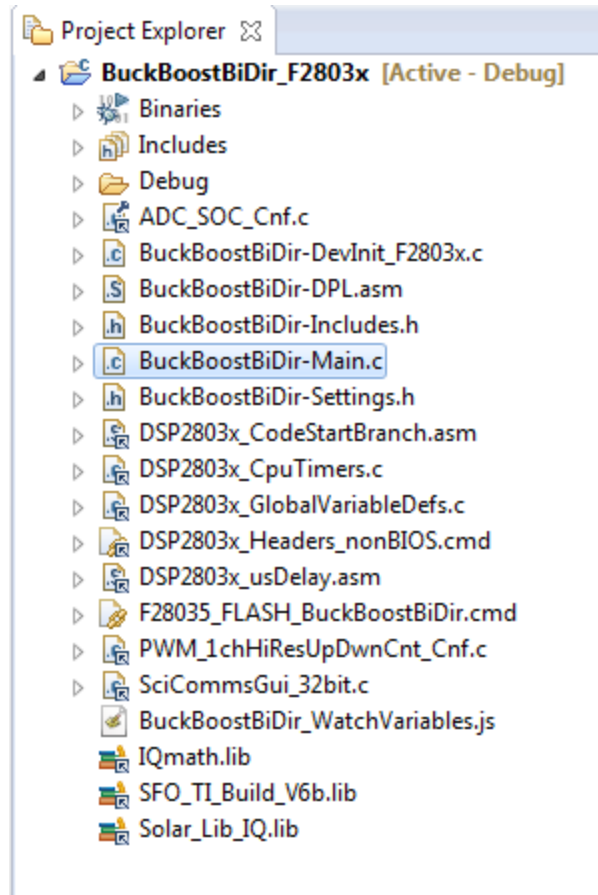 Project Explorer
BuckBoostBiDir_F2803x [Active - Debug]
Binaries
Includes
Debug
ADC_SOC_Cnf.c
BuckBoostBiDir-DevInit_F2803x.c
BuckBoostBiDir-DPL.asm
BuckBoostBiDir-Includes.h
BuckBoostBiDir-Main.c
BuckBoostBiDir-Settings.h
DSP2803x_CodeStartBranch.asm
DSP2803x_CpuTimers.c
DSP2803x_GlobalVariableDefs.c
DSP2803x_Headers_nonBIOS.cmd
DSP2803x_usDelay.asm
F28035_FLASH_BuckBoostBiDir.cmd
PWM_1chHiResUpDwnCnt_Cnf.c
SciCommsGui_32bit.c
BuckBoostBiDir_WatchVariables.js
IQmath.lib
SFO_TI_Build_V6b.lib
Solar_Lib_IQ.lib